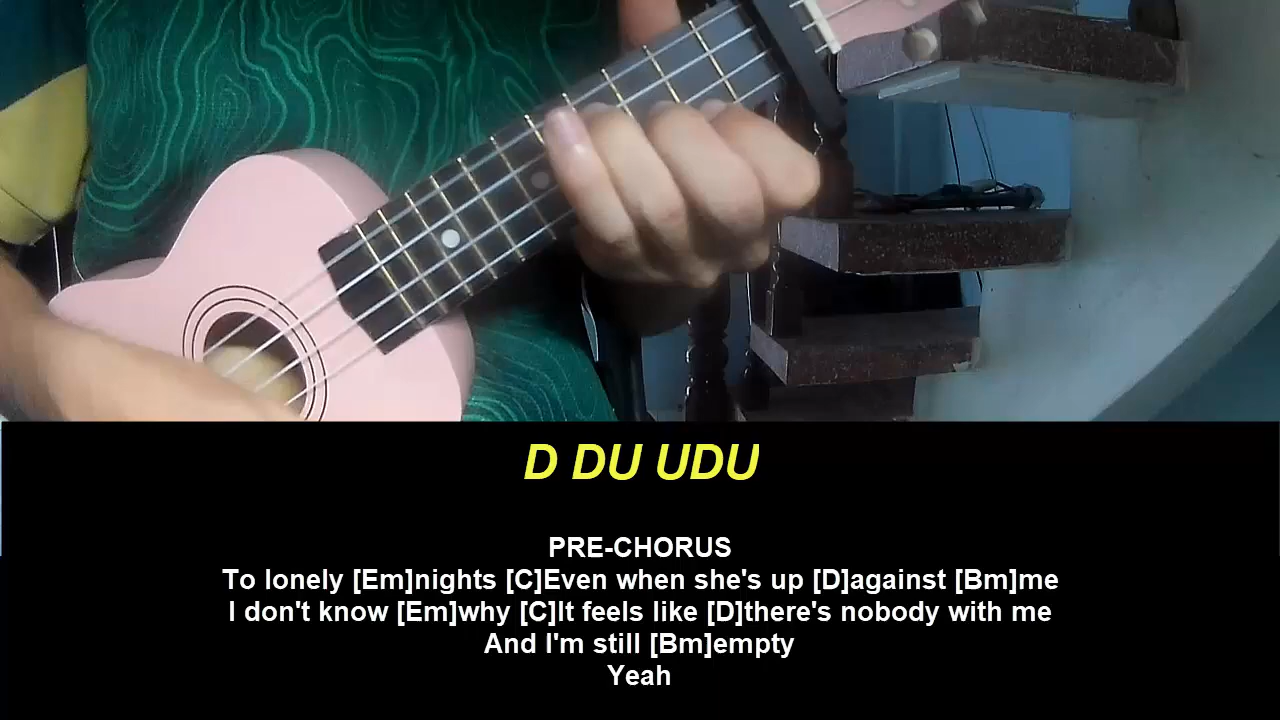 D DU UDU
PRE-CHORUS
To lonely [Em]nights [C]Even when she's up [D]against [Bm]me
I don't know [Em]why [C]It feels like [D]there's nobody with me
And I'm still [Bm]empty
Yeah